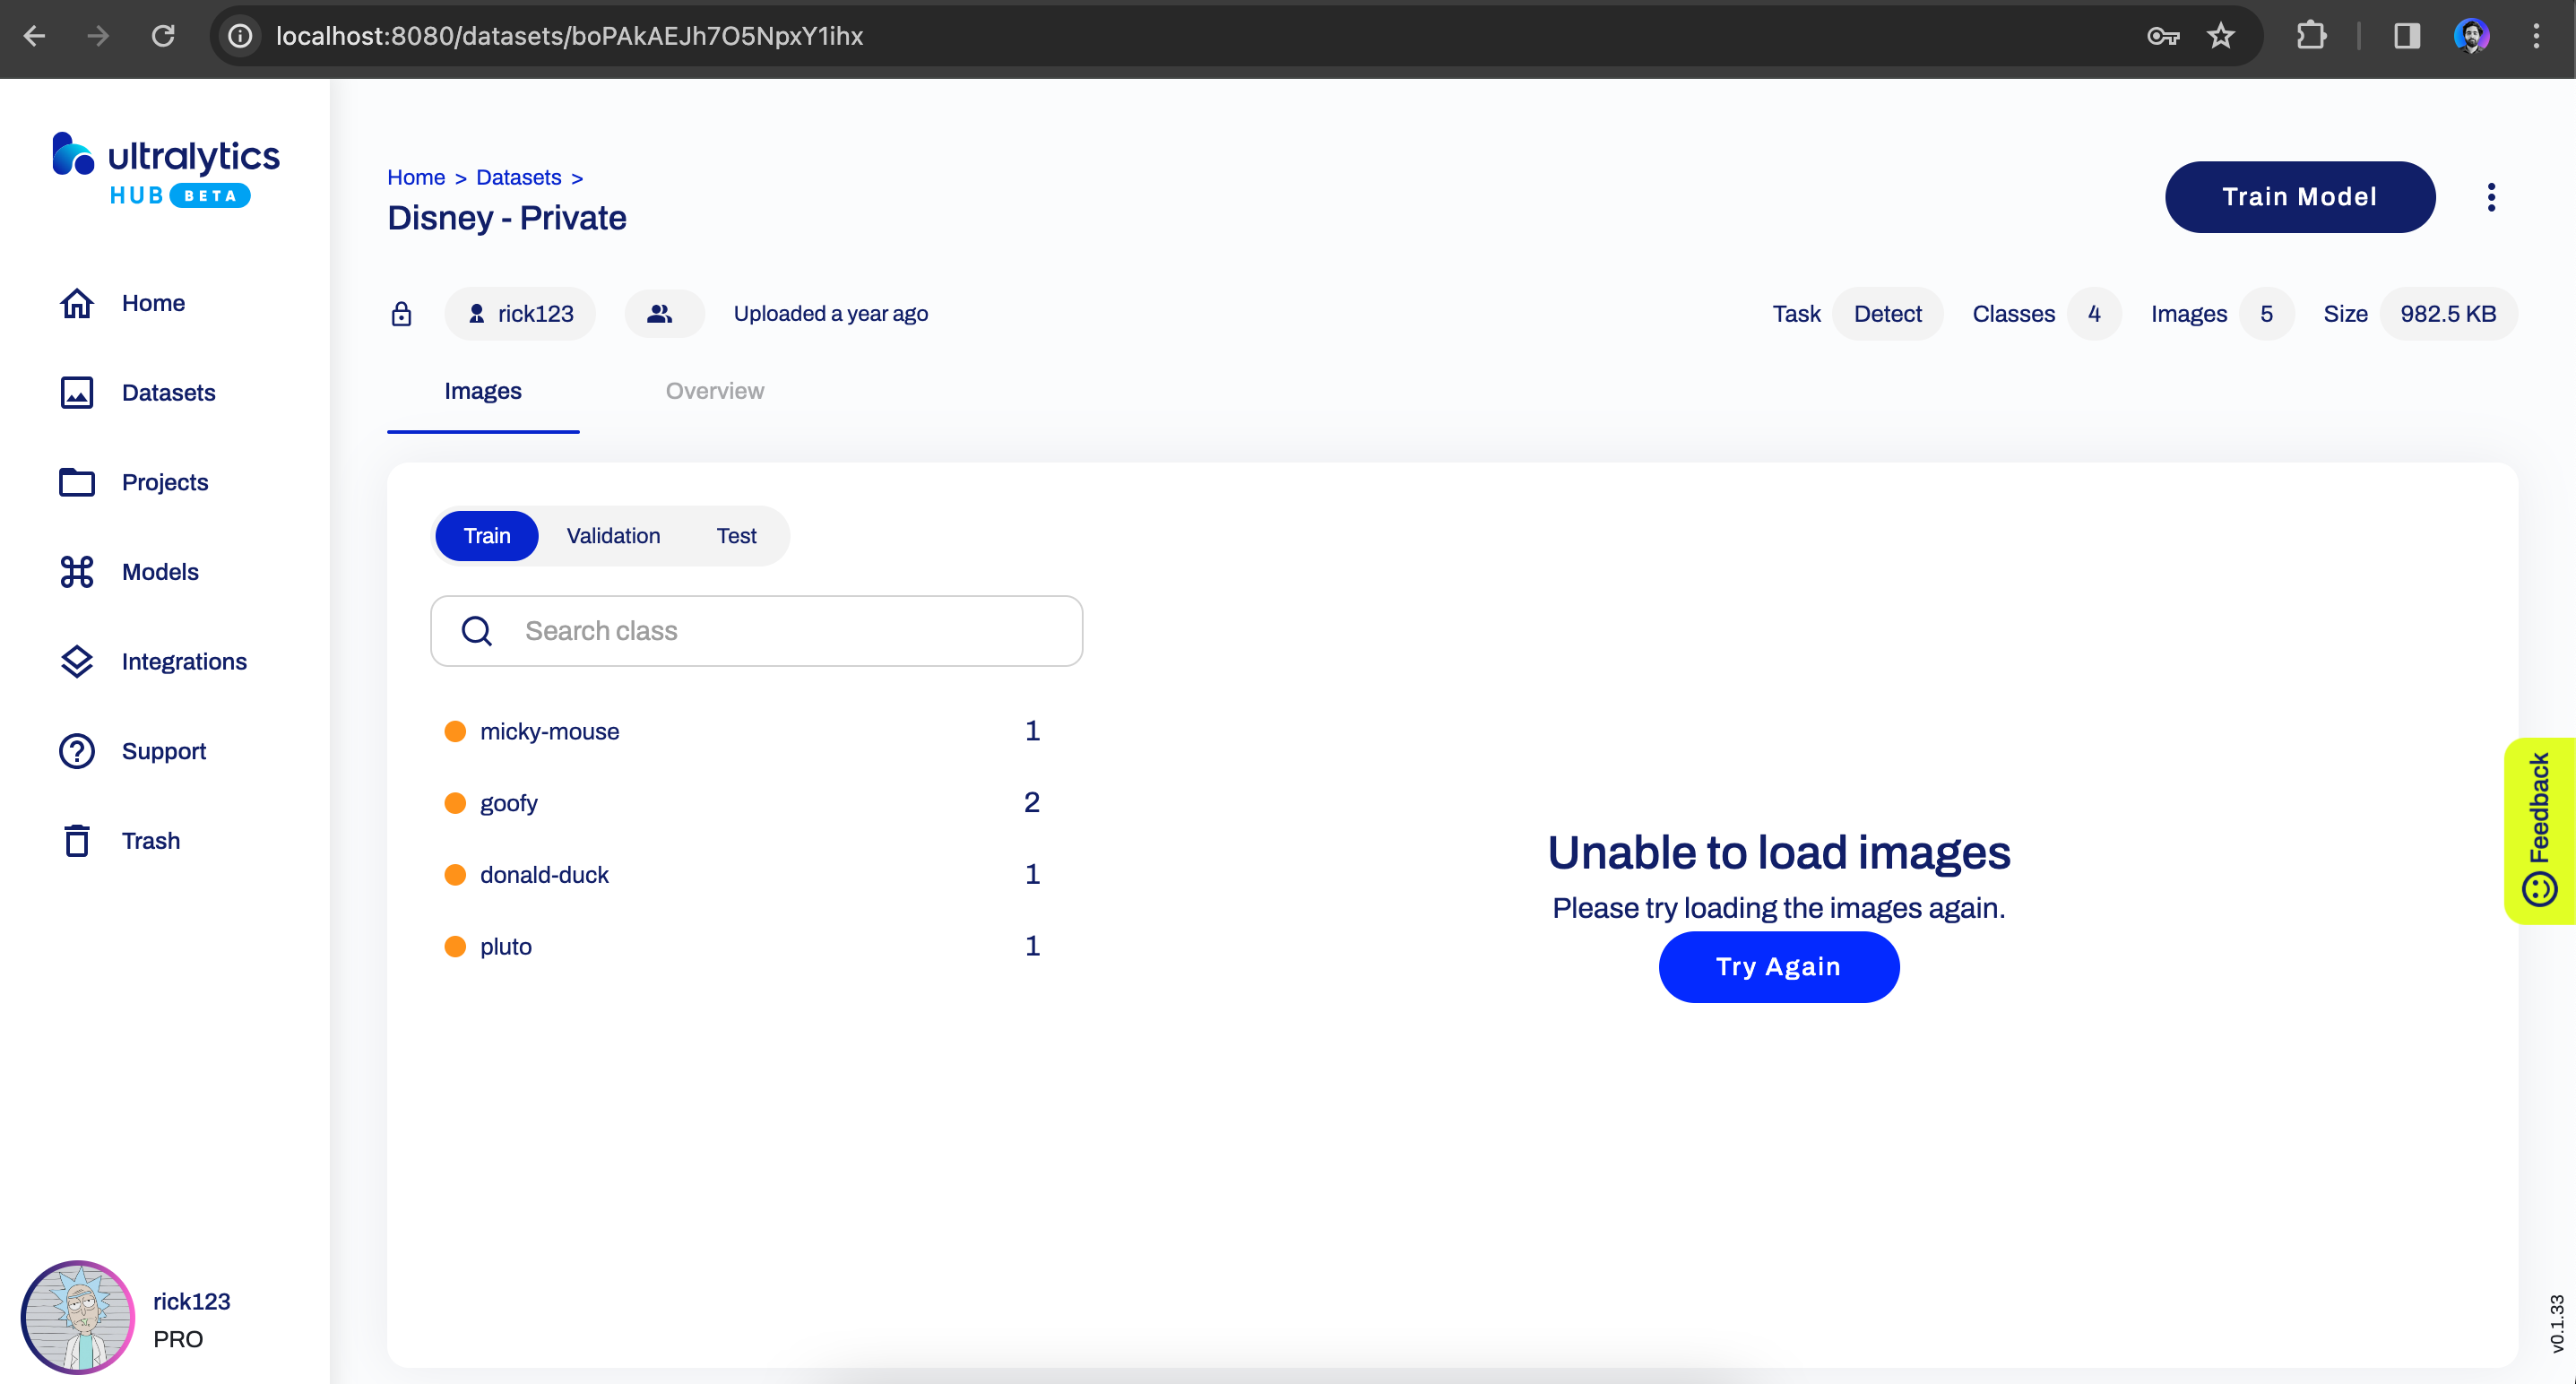 localhost:8080/datasets/boPAkAEJh7O5NpxY1ihx
ultralytics
HUB BETA
Home
Datasets
Projects
Models
Integrations
Support
Trash
rick123
PRO
Home > Datasets >
Disney - Private
Train Model
rick123
Uploaded a year ago
Task Detect Classes 4 Images 5 Size 982.5 KB
Images Overview
Train Validation Test
Search class
micky-mouse 1
goofy 2
donald-duck 1
pluto 1
Unable to load images
Please try loading the images again.
Try Again
Feedback
v0.1.33